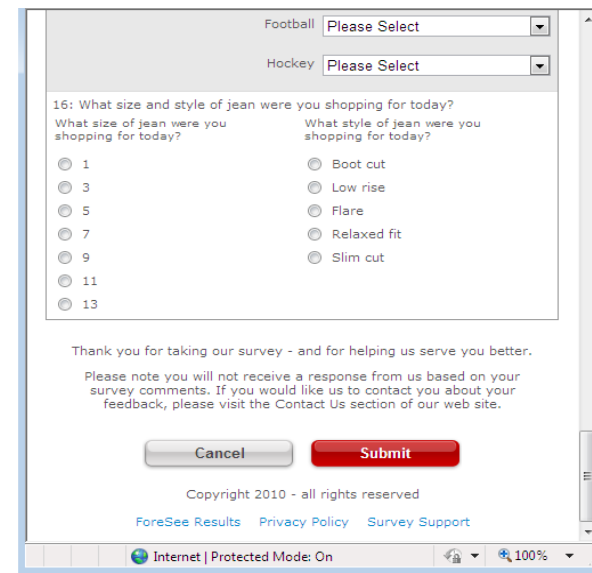 Football Please Select
Hockey Please Select
16: What size and style of jean were you shopping for today?
What size of jean were you
shopping for today?
1
3
5
7
9
11
13
What style of jean were you
shopping for today?
Boot cut
Low rise
Flare
Relaxed fit
Slim cut
Thank you for taking our survey - and for helping us serve you better.
Please note you will not receive a response from us based on your
survey comments. If you would like us to contact you about your
feedback, please visit the Contact Us section of our web site.
Cancel Submit
Copyright 2010 - all rights reserved
ForeSee Results Privacy Policy Survey Support
Internet | Protected Mode: On 100%